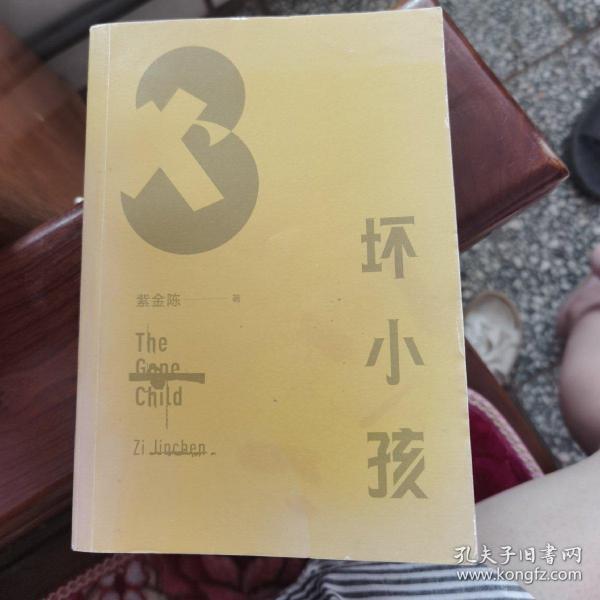 坏小孩
紫金陈——著
The
Gone
Child
Zi Jinchen
孔夫子旧书网
www.kongfz.com